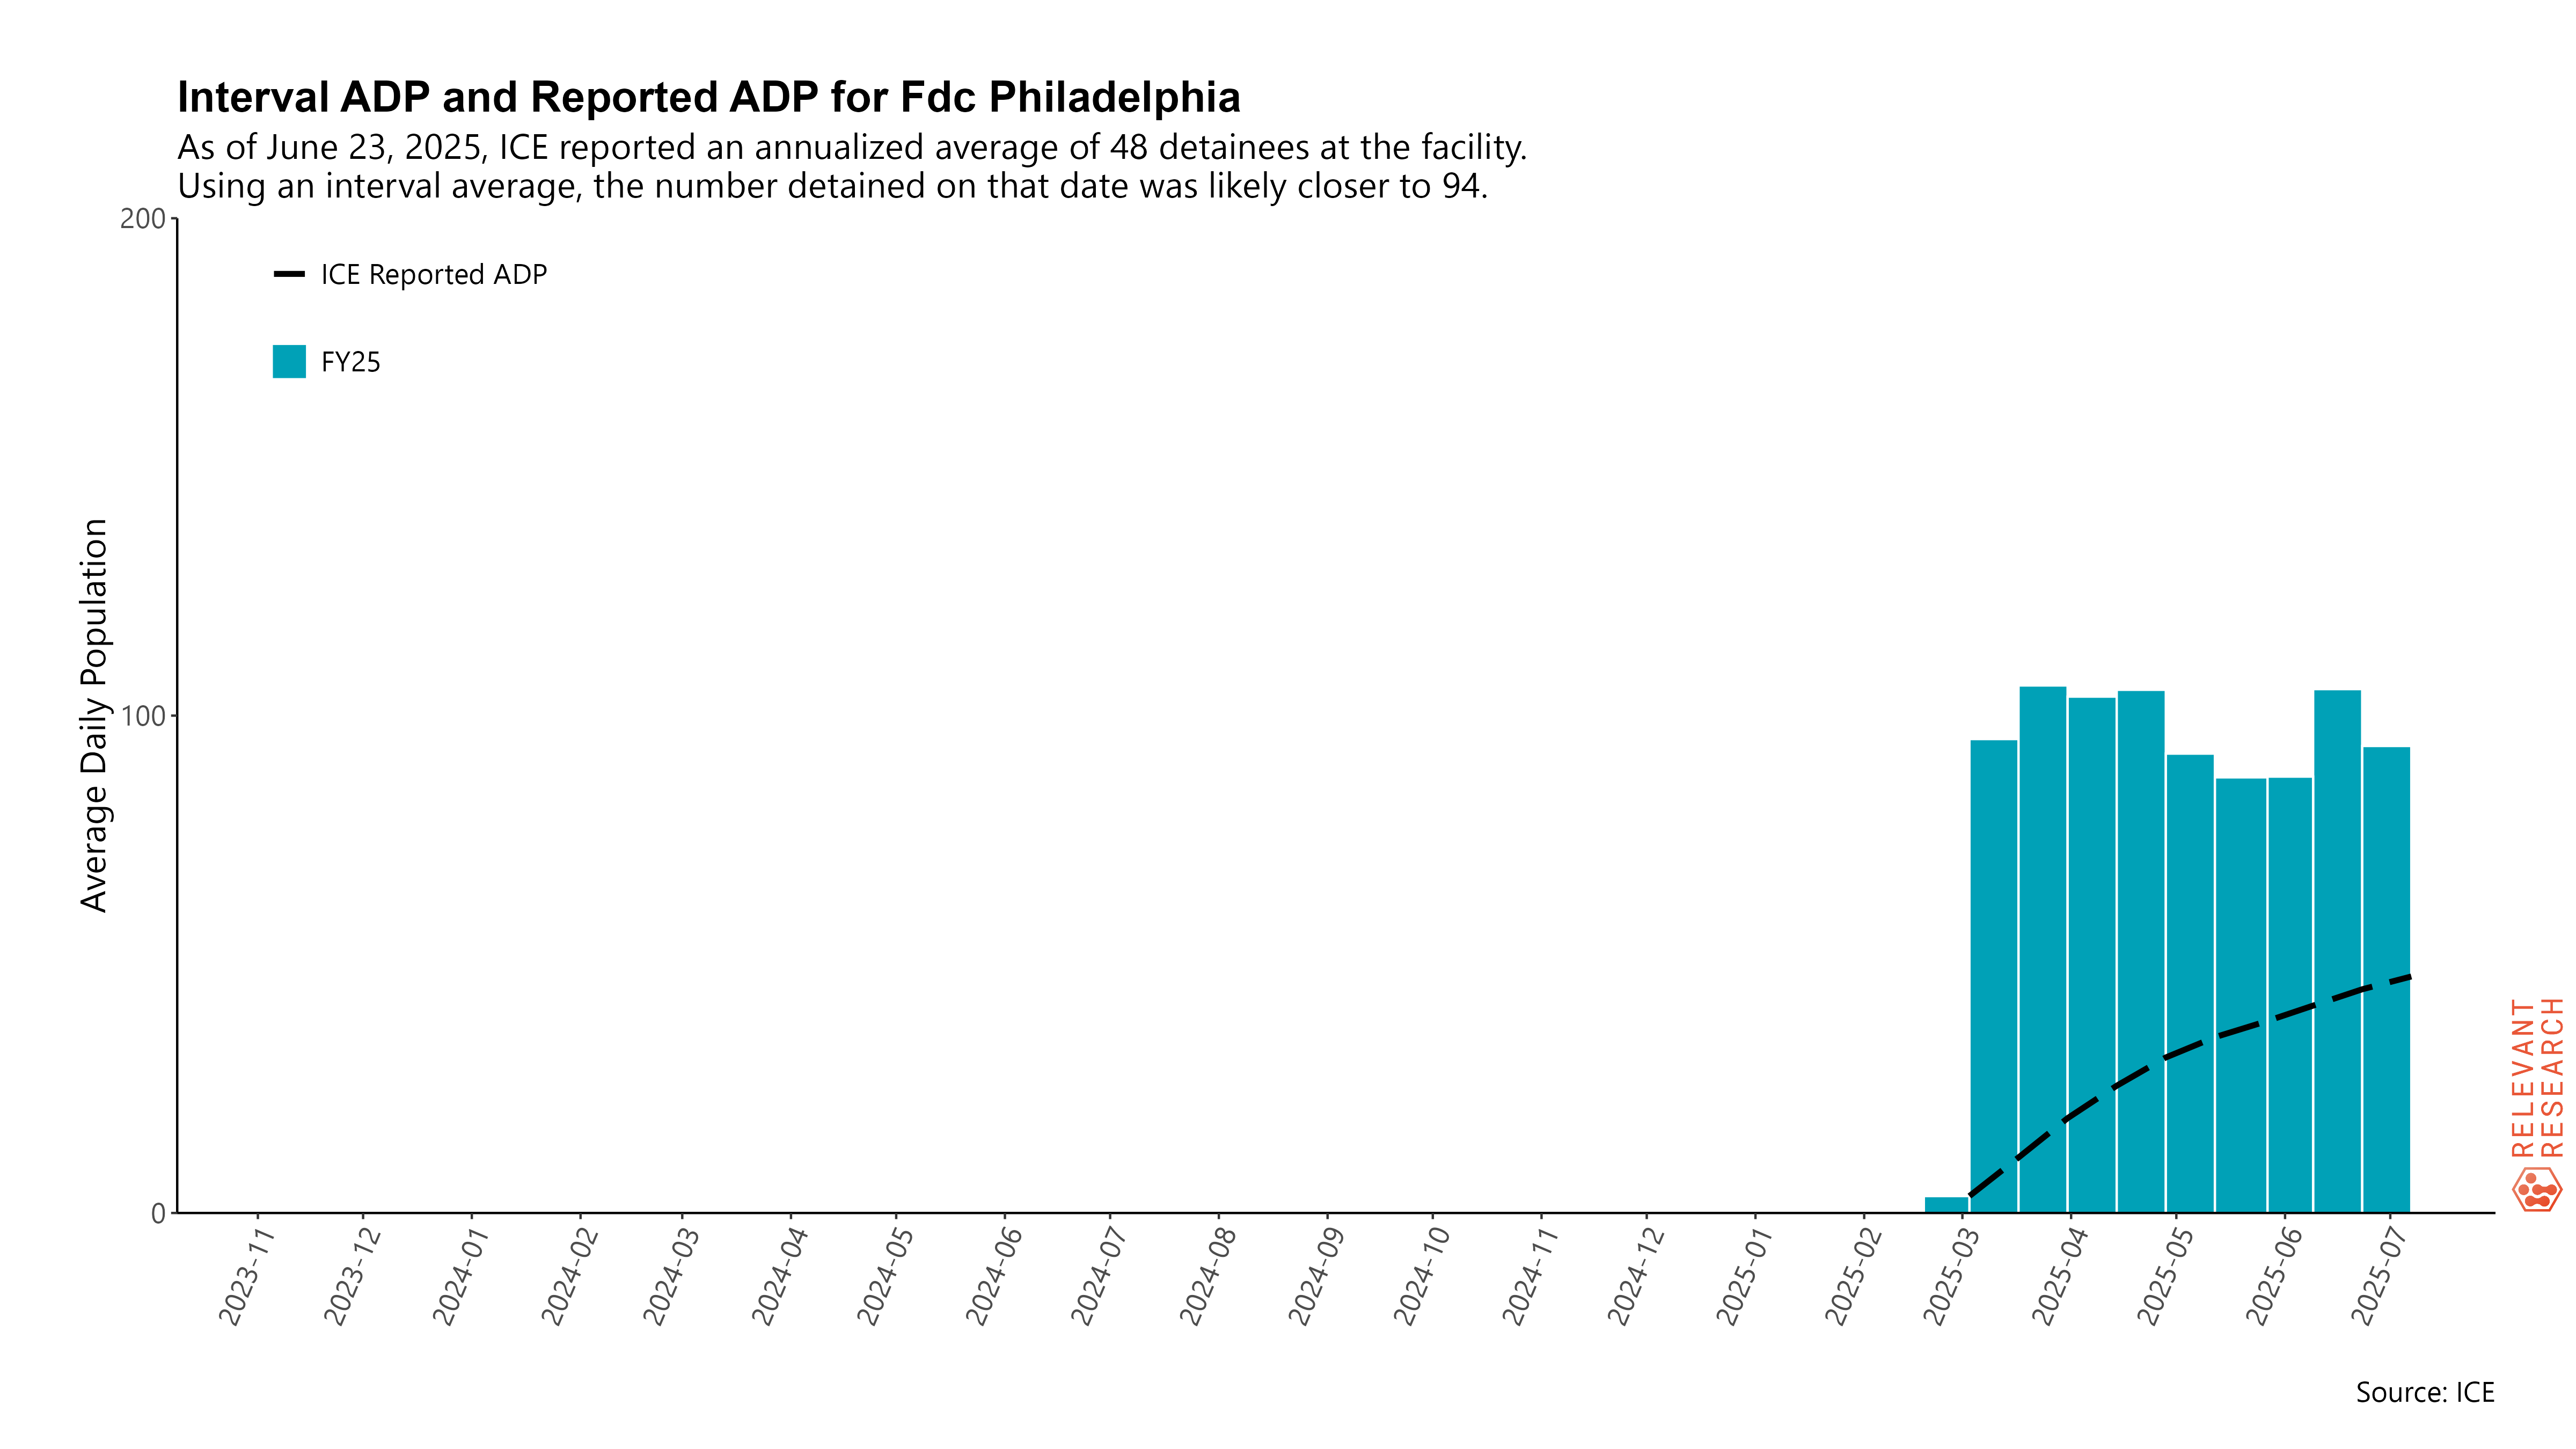 Interval ADP and Reported ADP for Fdc Philadelphia
As of June 23, 2025, ICE reported an annualized average of 48 detainees at the facility.
Using an interval average, the number detained on that date was likely closer to 94.
200
ICE Reported ADP
FY25
Average Daily Population
100
0
2023-11
2023-12
2024-01
2024-02
2024-03
2024-04
2024-05
2024-06
2024-07
2024-08
2024-09
2024-10
2024-11
2024-12
2025-01
2025-02
2025-03
2025-04
2025-05
2025-06
2025-07
RELEVANT
RESEARCH
Source: ICE